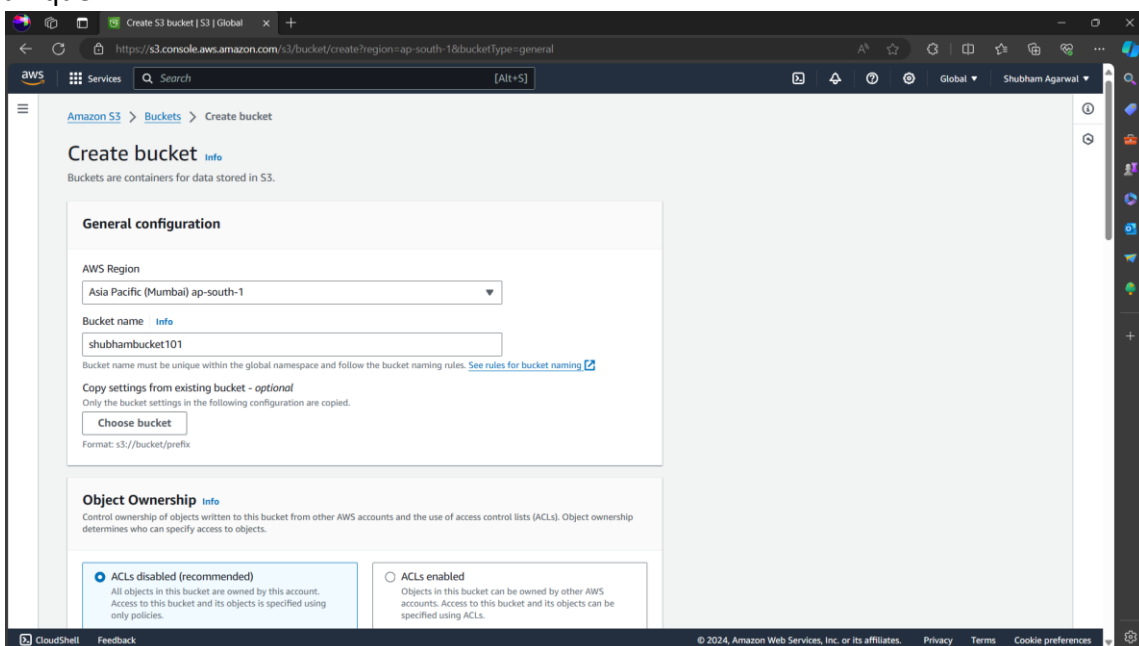 Create S3 bucket | S3 | Global
https://s3.console.aws.amazon.com/s3/bucket/create?region=ap-south-1&bucketType=general
aws Services Search [Alt+S] Global Shubham Agarwal
Amazon S3 > Buckets > Create bucket
Create bucket Info
Buckets are containers for data stored in S3.
General configuration
AWS Region
Asia Pacific (Mumbai) ap-south-1
Bucket name Info
shubhambucket101
Bucket name must be unique within the global namespace and follow the bucket naming rules. See rules for bucket naming
Copy settings from existing bucket - optional
Only the bucket settings in the following configuration are copied.
Choose bucket
Format: s3://bucket/prefix
Object Ownership Info
Control ownership of objects written to this bucket from other AWS accounts and the use of access control lists (ACLs). Object ownership
determines who can specify access to objects.
ACLs disabled (recommended)
All objects in this bucket are owned by this account.
Access to this bucket and its objects is specified using
only policies.
ACLs enabled
Objects in this bucket can be owned by other AWS
accounts. Access to this bucket and its objects can be
specified using ACLs.
CloudShell Feedback © 2024, Amazon Web Services, Inc. or its affiliates. Privacy Terms Cookie preferences